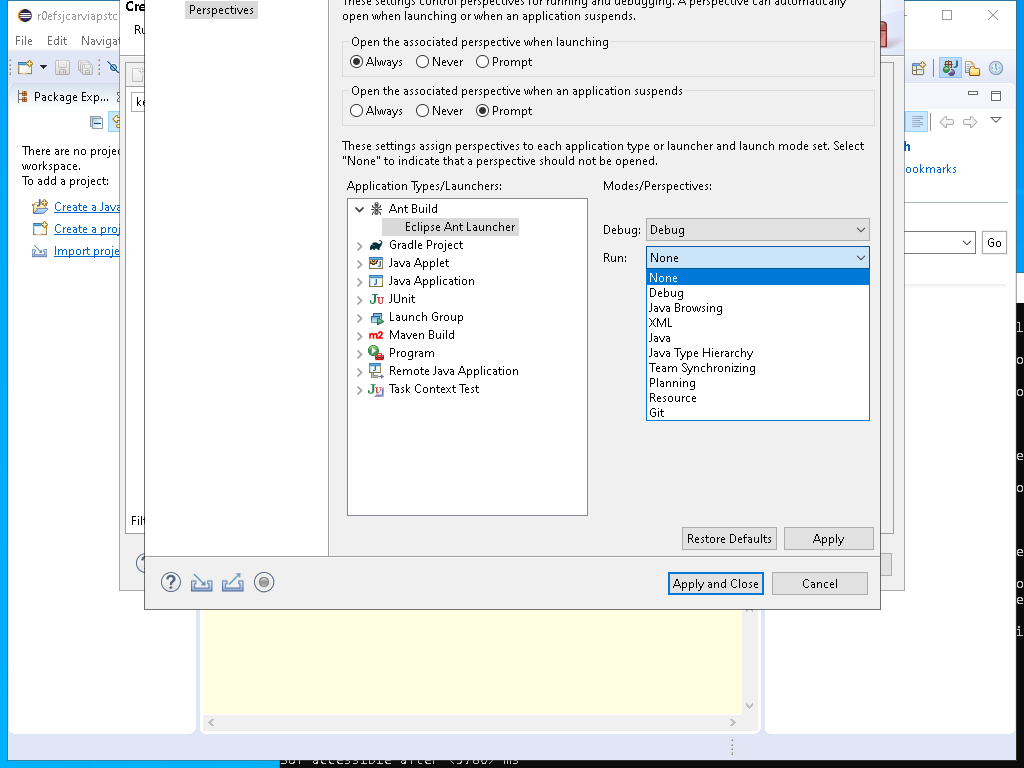 Perspectives
These settings control perspectives for running and debugging. A perspective can automatically
open when launching or when an application suspends.
Open the associated perspective when launching
Always Never Prompt
Open the associated perspective when an application suspends
Always Never Prompt
These settings assign perspectives to each application type or launcher and launch mode set. Select
"None" to indicate that a perspective should not be opened.
Application Types/Launchers:
Ant Build
Eclipse Ant Launcher
Gradle Project
Java Applet
Java Application
JUnit
Launch Group
Maven Build
Program
Remote Java Application
Task Context Test
Modes/Perspectives:
Debug: Debug
Run: None
None
Debug
Java Browsing
XML
Java
Java Type Hierarchy
Team Synchronizing
Planning
Resource
Git
Restore Defaults Apply
Apply and Close Cancel
r0efsjcarviapstc
File Edit Navigat
Package Exp...
There are no proje
workspace.
To add a project:
Create a Java
Create a proj
Import proje
Cre
Ru
Filt
h
ookmarks
Go